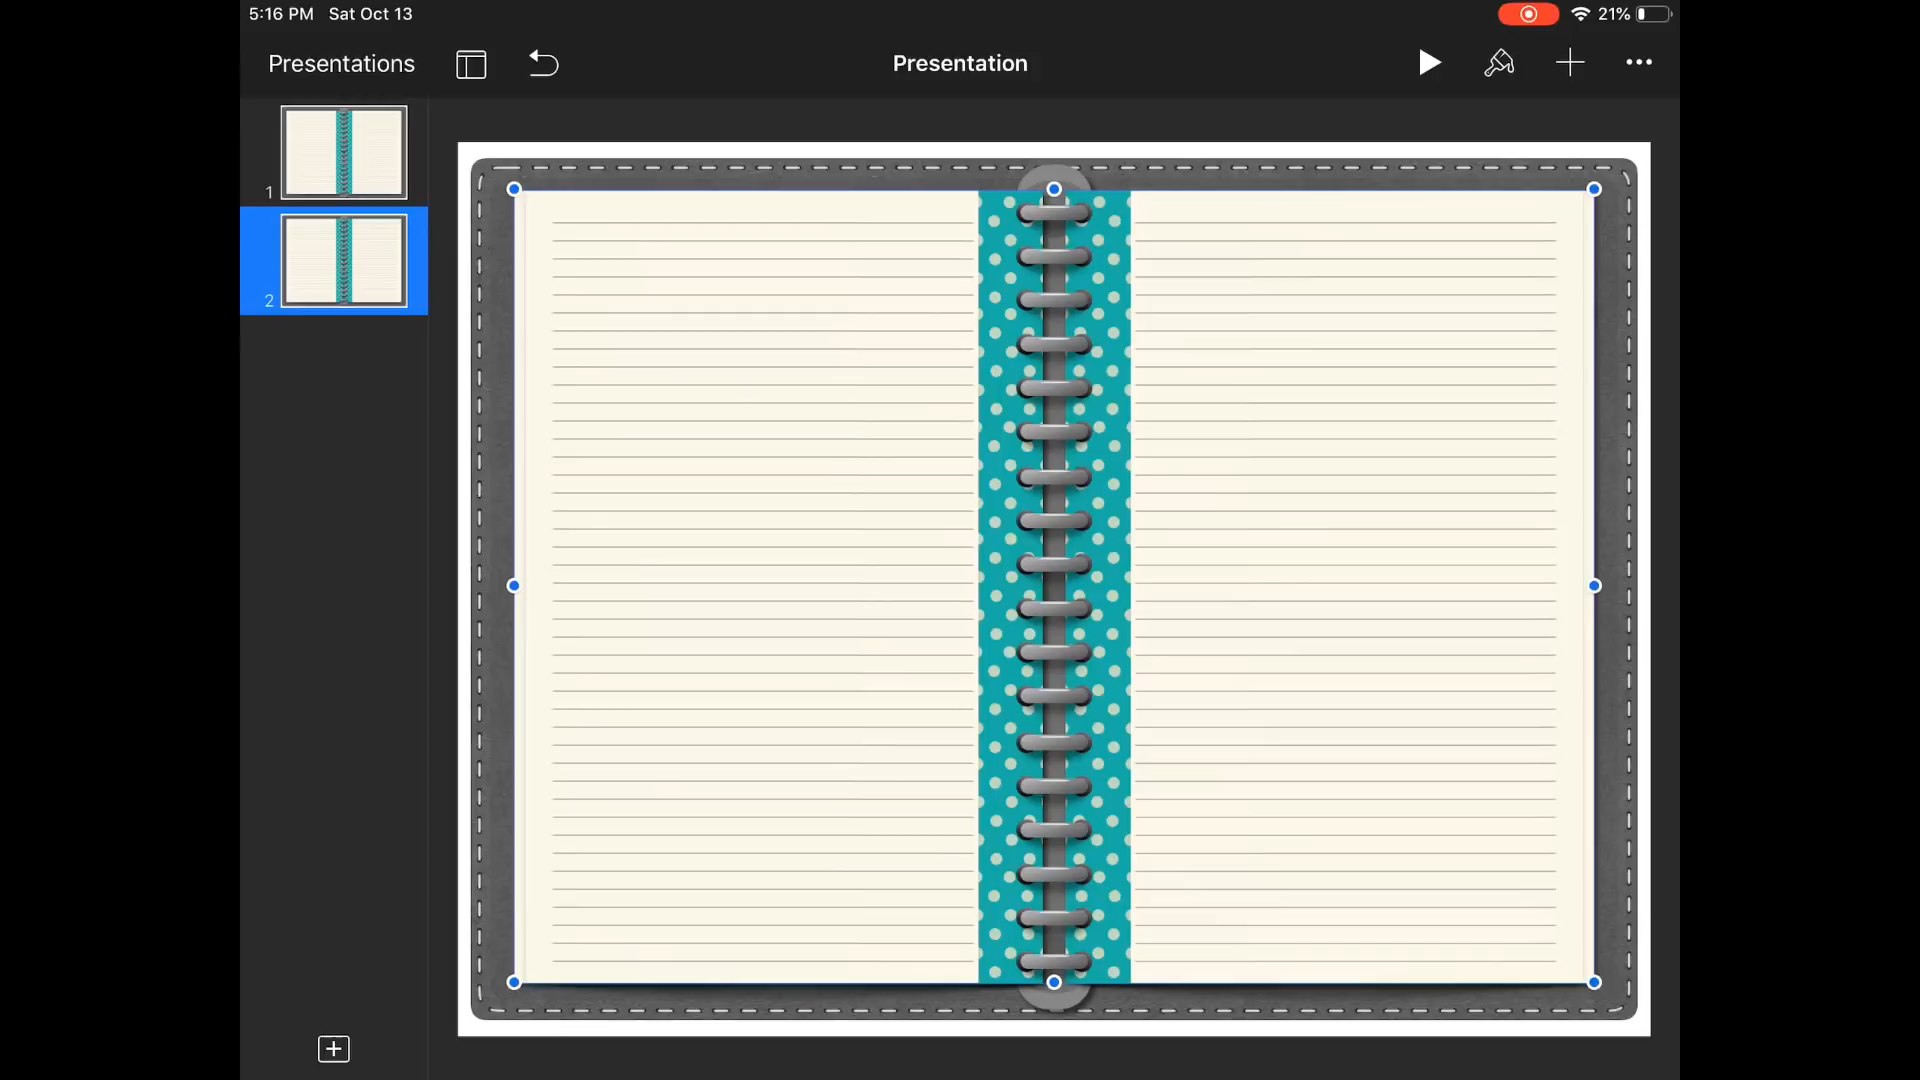 5:16 PM Sat Oct 13
21%
Presentations
Presentation
1
2